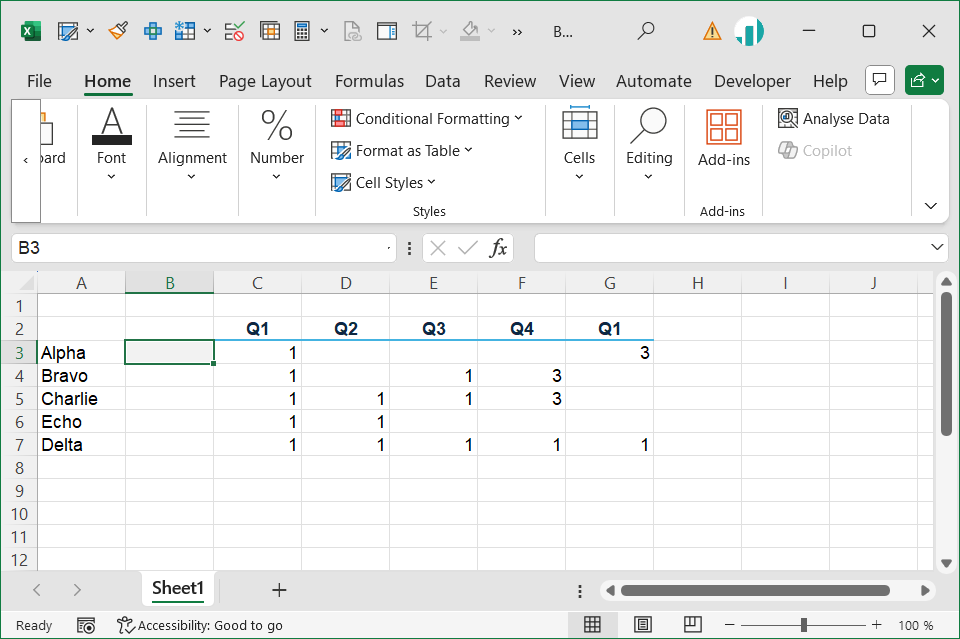 B...
File Home Insert Page Layout Formulas Data Review View Automate Developer Help
oard Font Alignment Number Conditional Formatting Format as Table Cell Styles Cells Editing Add-ins Analyse Data Copilot
Styles Add-ins
B3 fx
A B C D E F G H I J
1
2 Q1 Q2 Q3 Q4 Q1
3 Alpha 1 3
4 Bravo 1 1 3
5 Charlie 1 1 1 3
6 Echo 1 1
7 Delta 1 1 1 1 1
8
9
10
11
12
Sheet1
Ready Accessibility: Good to go 100 %